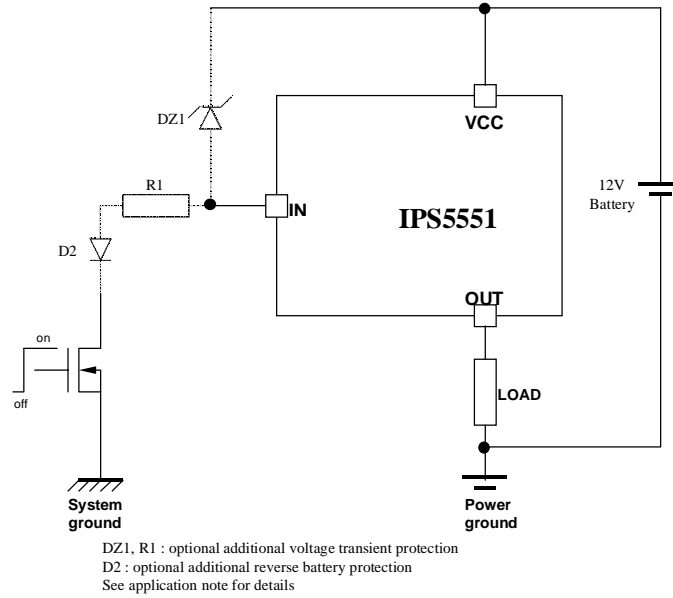 DZ1
VCC
R1
12V
Battery
IN
IPS5551
D2
OUT
on
off
LOAD
System
ground
Power
ground
DZ1, R1 : optional additional voltage transient protection
D2 : optional additional reverse battery protection
See application note for details